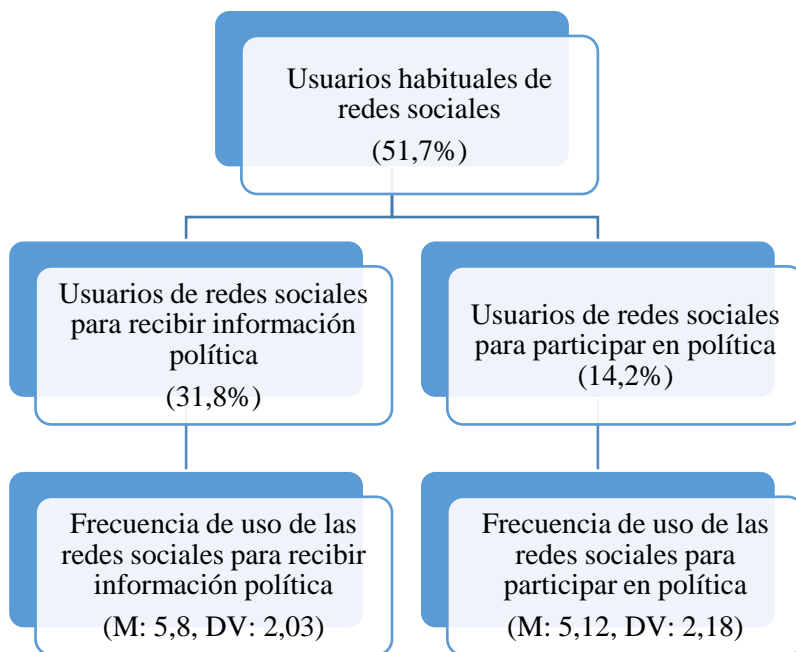 Usuarios habituales de
redes sociales
(51,7%)
Usuarios de redes sociales
para recibir información
política
(31,8%)
Usuarios de redes sociales
para participar en política
(14,2%)
Frecuencia de uso de las
redes sociales para recibir
información política
(M: 5,8, DV: 2,03)
Frecuencia de uso de las
redes sociales para
participar en política
(M: 5,12, DV: 2,18)